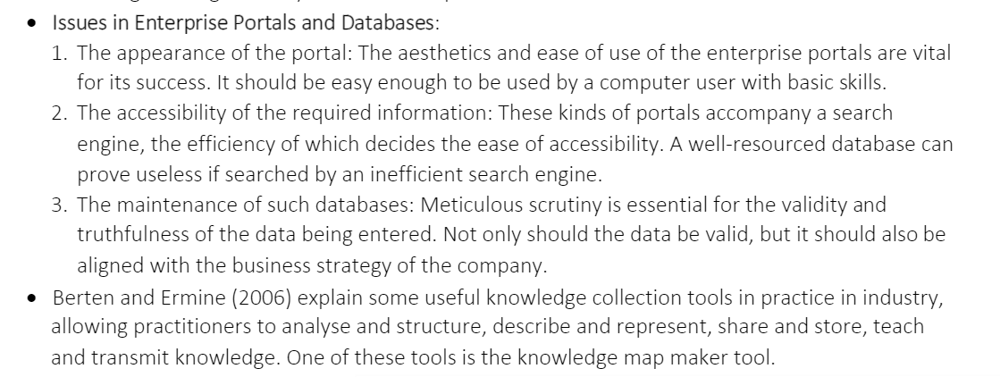 • Issues in Enterprise Portals and Databases:
1. The appearance of the portal: The aesthetics and ease of use of the enterprise portals are vital
for its success. It should be easy enough to be used by a computer user with basic skills.
2. The accessibility of the required information: These kinds of portals accompany a search
engine, the efficiency of which decides the ease of accessibility. A well-resourced database can
prove useless if searched by an inefficient search engine.
3. The maintenance of such databases: Meticulous scrutiny is essential for the validity and
truthfulness of the data being entered. Not only should the data be valid, but it should also be
aligned with the business strategy of the company.
• Berten and Ermine (2006) explain some useful knowledge collection tools in practice in industry,
allowing practitioners to analyse and structure, describe and represent, share and store, teach
and transmit knowledge. One of these tools is the knowledge map maker tool.